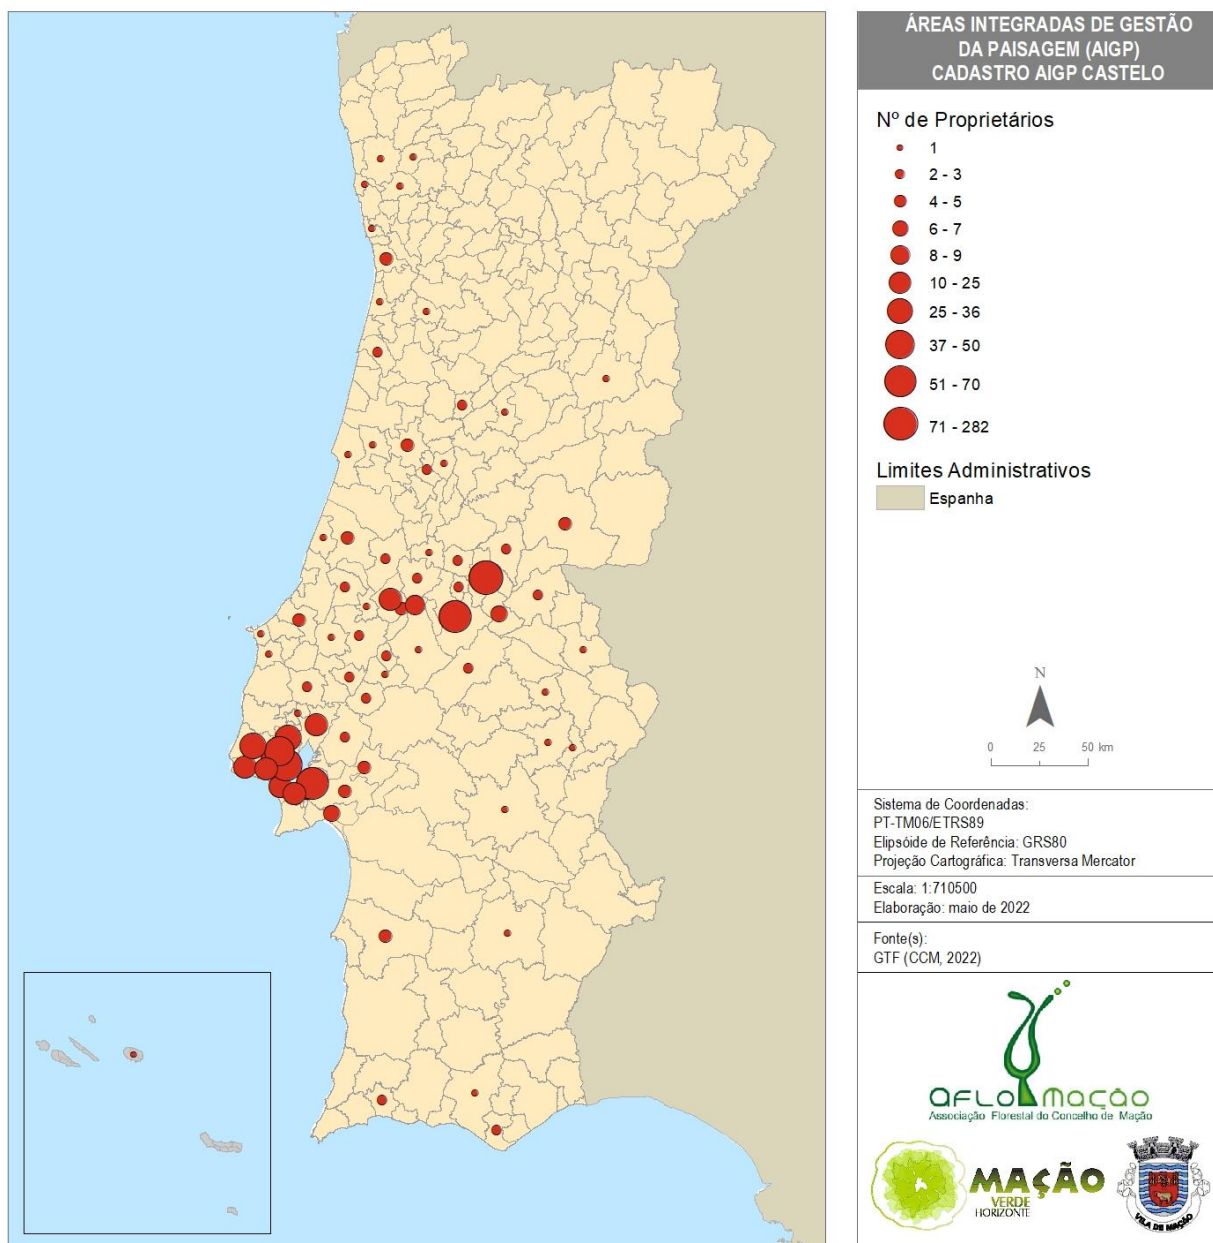 ÁREAS INTEGRADAS DE GESTÃO
DA PAISAGEM (AIGP)
CADASTRO AIGP CASTELO
Nº de Proprietários
1
2 - 3
4 - 5
6 - 7
8 - 9
10 - 25
25 - 36
37 - 50
51 - 70
71 - 282
Limites Administrativos
Espanha
N
0 25 50 km
Sistema de Coordenadas:
PT-TM06/ETRS89
Elipsóide de Referência: GRS80
Projeção Cartográfica: Transversa Mercator
Escala: 1:710500
Elaboração: maio de 2022
Fonte(s):
GTF (CCM, 2022)
aflomação
Associação Florestal do Concelho de Mação
MAÇÃO
VERDE
HORIZONTE
VILA DE MAÇÃO